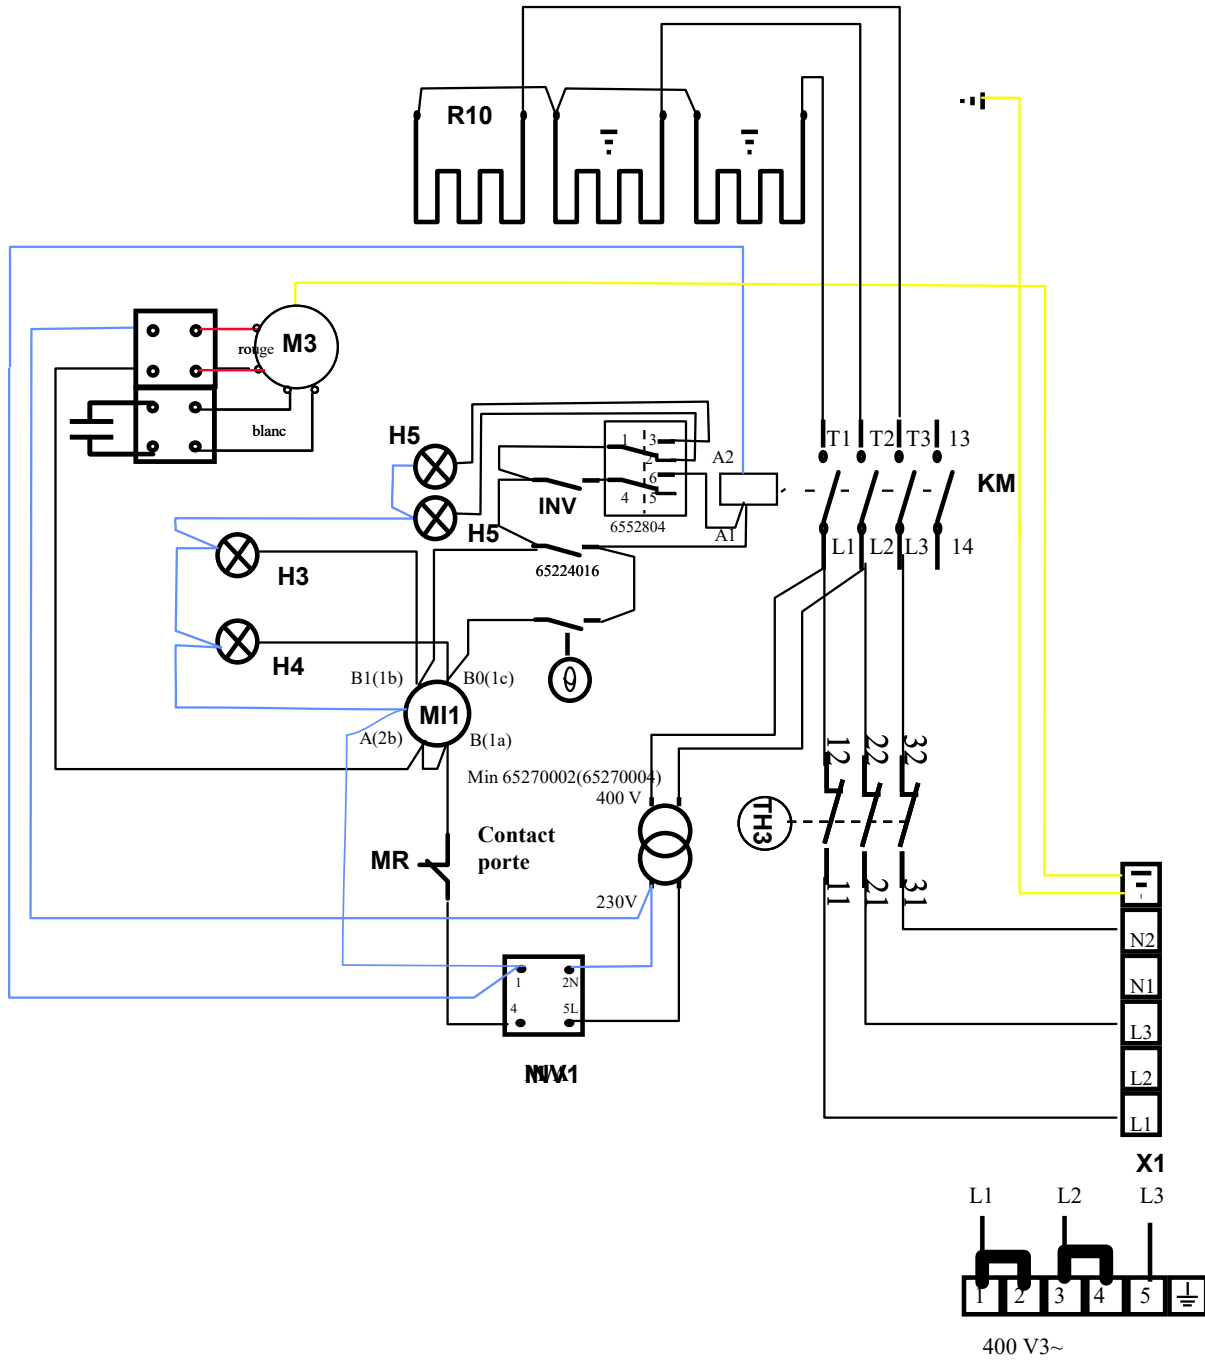 R10
M3
rouge
blanc
H5
H5
INV
1
3
2
6
4
5
6552804
A2
A1
T1
T2
T3
13
KM
L1
L2
L3
14
65224016
H3
H4
B1(1b)
B0(1c)
MI1
A(2b)
B(1a)
Min 65270002(65270004)
400 V
12
22
32
TH3
Contact
porte
MR
230V
11
21
31
1
2N
4
5L
N2
N1
L3
L2
L1
X1
L1
L2
L3
1
2
3
4
5
400 V3~